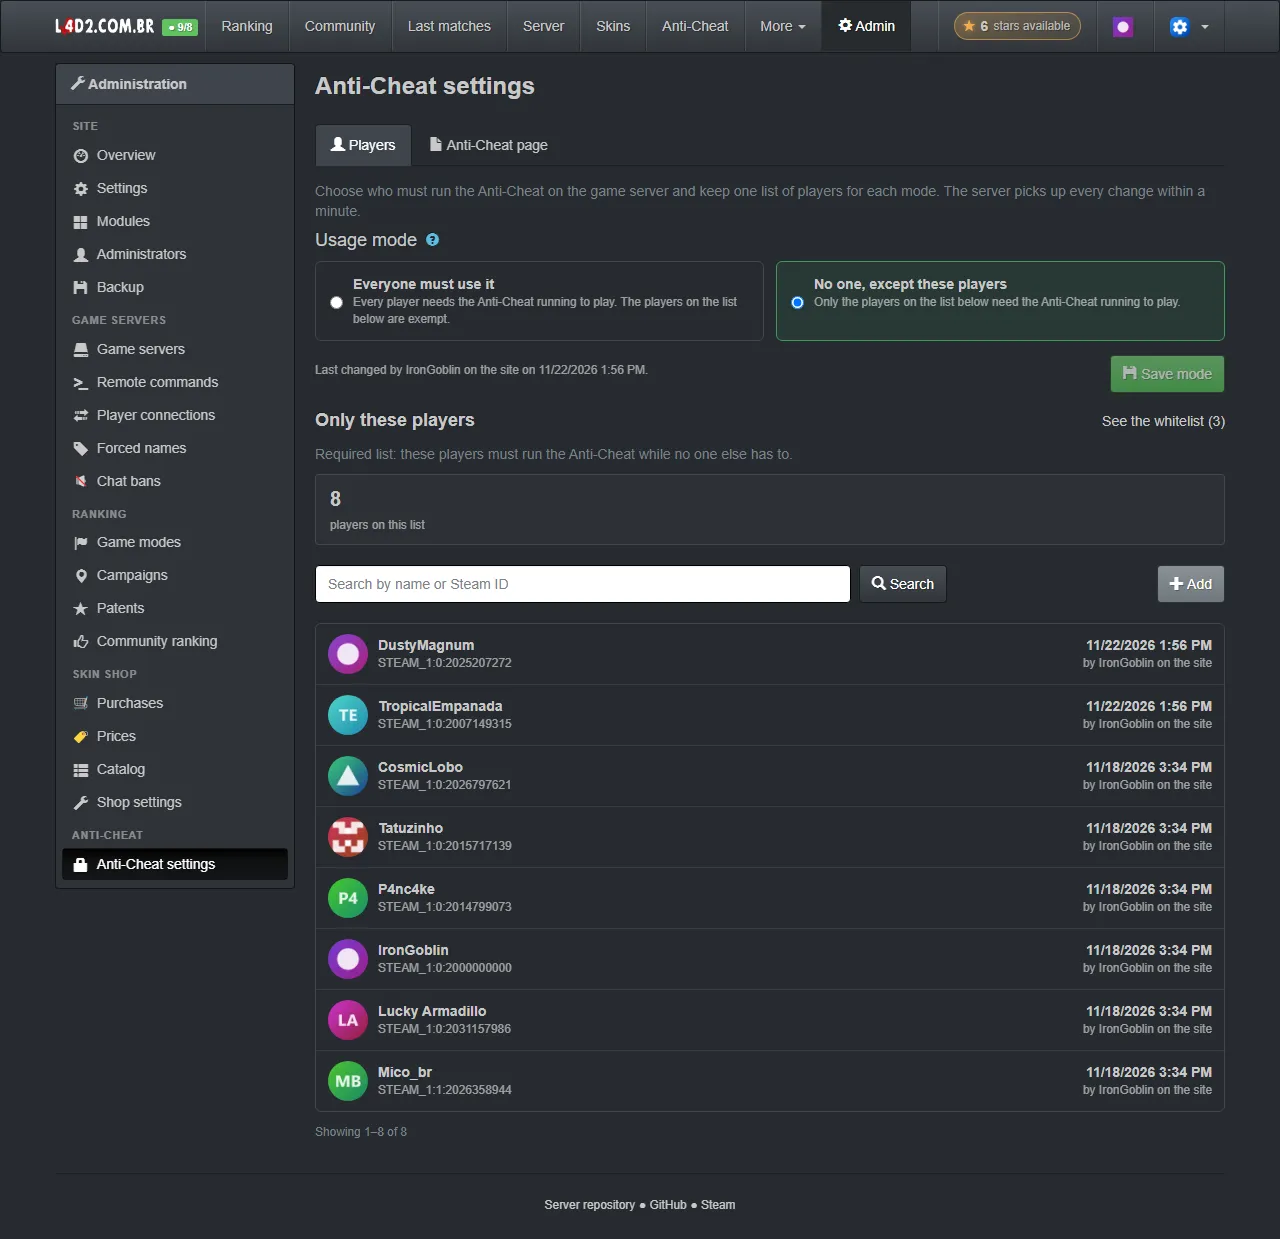 L4D2.COM.BR
● 9/8
Ranking
Community
Last matches
Server
Skins
Anti-Cheat
More
Admin
★ 6 stars available
Administration
SITE
Overview
Settings
Modules
Administrators
Backup
GAME SERVERS
Game servers
Remote commands
Player connections
Forced names
Chat bans
RANKING
Game modes
Campaigns
Patents
Community ranking
SKIN SHOP
Purchases
Prices
Catalog
Shop settings
ANTI-CHEAT
Anti-Cheat settings
Anti-Cheat settings
Players
Anti-Cheat page
Choose who must run the Anti-Cheat on the game server and keep one list of players for each mode. The server picks up every change within a
minute.
Usage mode ?
Everyone must use it
Every player needs the Anti-Cheat running to play. The players on the list
below are exempt.
No one, except these players
Only the players on the list below need the Anti-Cheat running to play.
Last changed by IronGoblin on the site on 11/22/2026 1:56 PM.
Save mode
Only these players
See the whitelist (3)
Required list: these players must run the Anti-Cheat while no one else has to.
8
players on this list
Search by name or Steam ID
Search
Add
DustyMagnum
STEAM_1:0:2025207272
11/22/2026 1:56 PM
by IronGoblin on the site
TE
TropicalEmpanada
STEAM_1:0:2007149315
11/22/2026 1:56 PM
by IronGoblin on the site
CosmicLobo
STEAM_1:0:2026797621
11/18/2026 3:34 PM
by IronGoblin on the site
Tatuzinho
STEAM_1:0:2015717139
11/18/2026 3:34 PM
by IronGoblin on the site
P4
P4nc4ke
STEAM_1:0:2014799073
11/18/2026 3:34 PM
by IronGoblin on the site
IronGoblin
STEAM_1:0:2000000000
11/18/2026 3:34 PM
by IronGoblin on the site
LA
Lucky Armadillo
STEAM_1:0:2031157986
11/18/2026 3:34 PM
by IronGoblin on the site
MB
Mico_br
STEAM_1:1:2026358944
11/18/2026 3:34 PM
by IronGoblin on the site
Showing 1–8 of 8
Server repository ● GitHub ● Steam